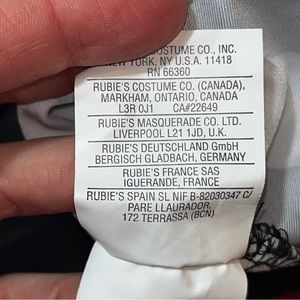 COSTUME CO., INC.
NEW YORK, NY U.S.A. 11418
RN 66360
RUBIE'S COSTUME CO. (CANADA),
MARKHAM, ONTARIO, CANADA
L3R 0J1 CA#22649
RUBIE'S MASQUERADE CO. LTD.
LIVERPOOL L21 1JD, U.K.
RUBIE'S DEUTSCHLAND GmbH
BERGISCH GLADBACH, GERMANY
RUBIE'S FRANCE SAS
IGUERANDE, FRANCE
RUBIE'S SPAIN SL NIF B-82030347 C/
PARE LLAURADOR,
172 TERRASSA (BCN)